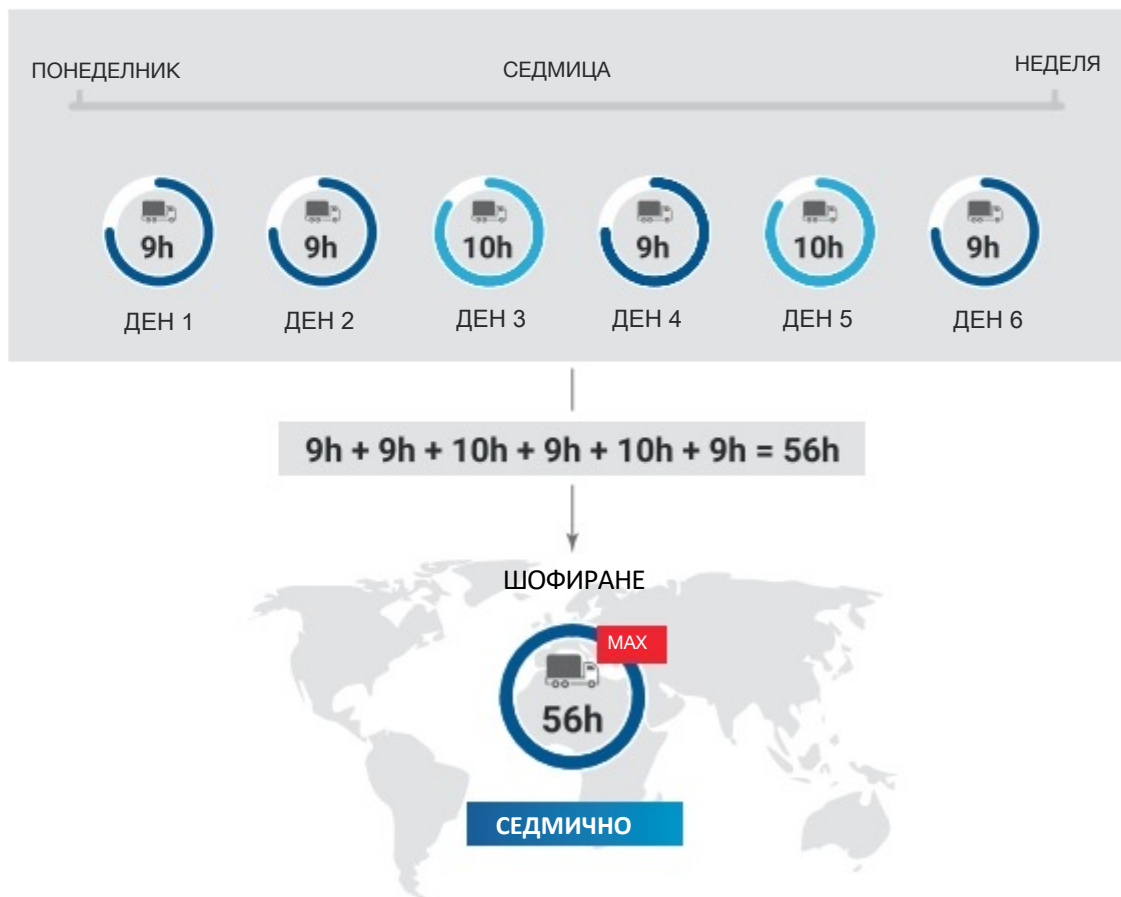 ПОНЕДЕЛНИК СЕДМИЦА НЕДЕЛЯ
9h 9h 10h 9h 10h 9h
ДЕН 1 ДЕН 2 ДЕН 3 ДЕН 4 ДЕН 5 ДЕН 6
9h + 9h + 10h + 9h + 10h + 9h = 56h
ШОФИРАНЕ
MAX
56h
СЕДМИЧНО